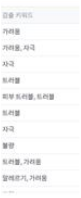 검출 키워드
가려움
가려움, 자극
자극
트러블
피부 트러블, 트러블
트러블
자극
불량
트러블, 가려움
알레르기, 가려움